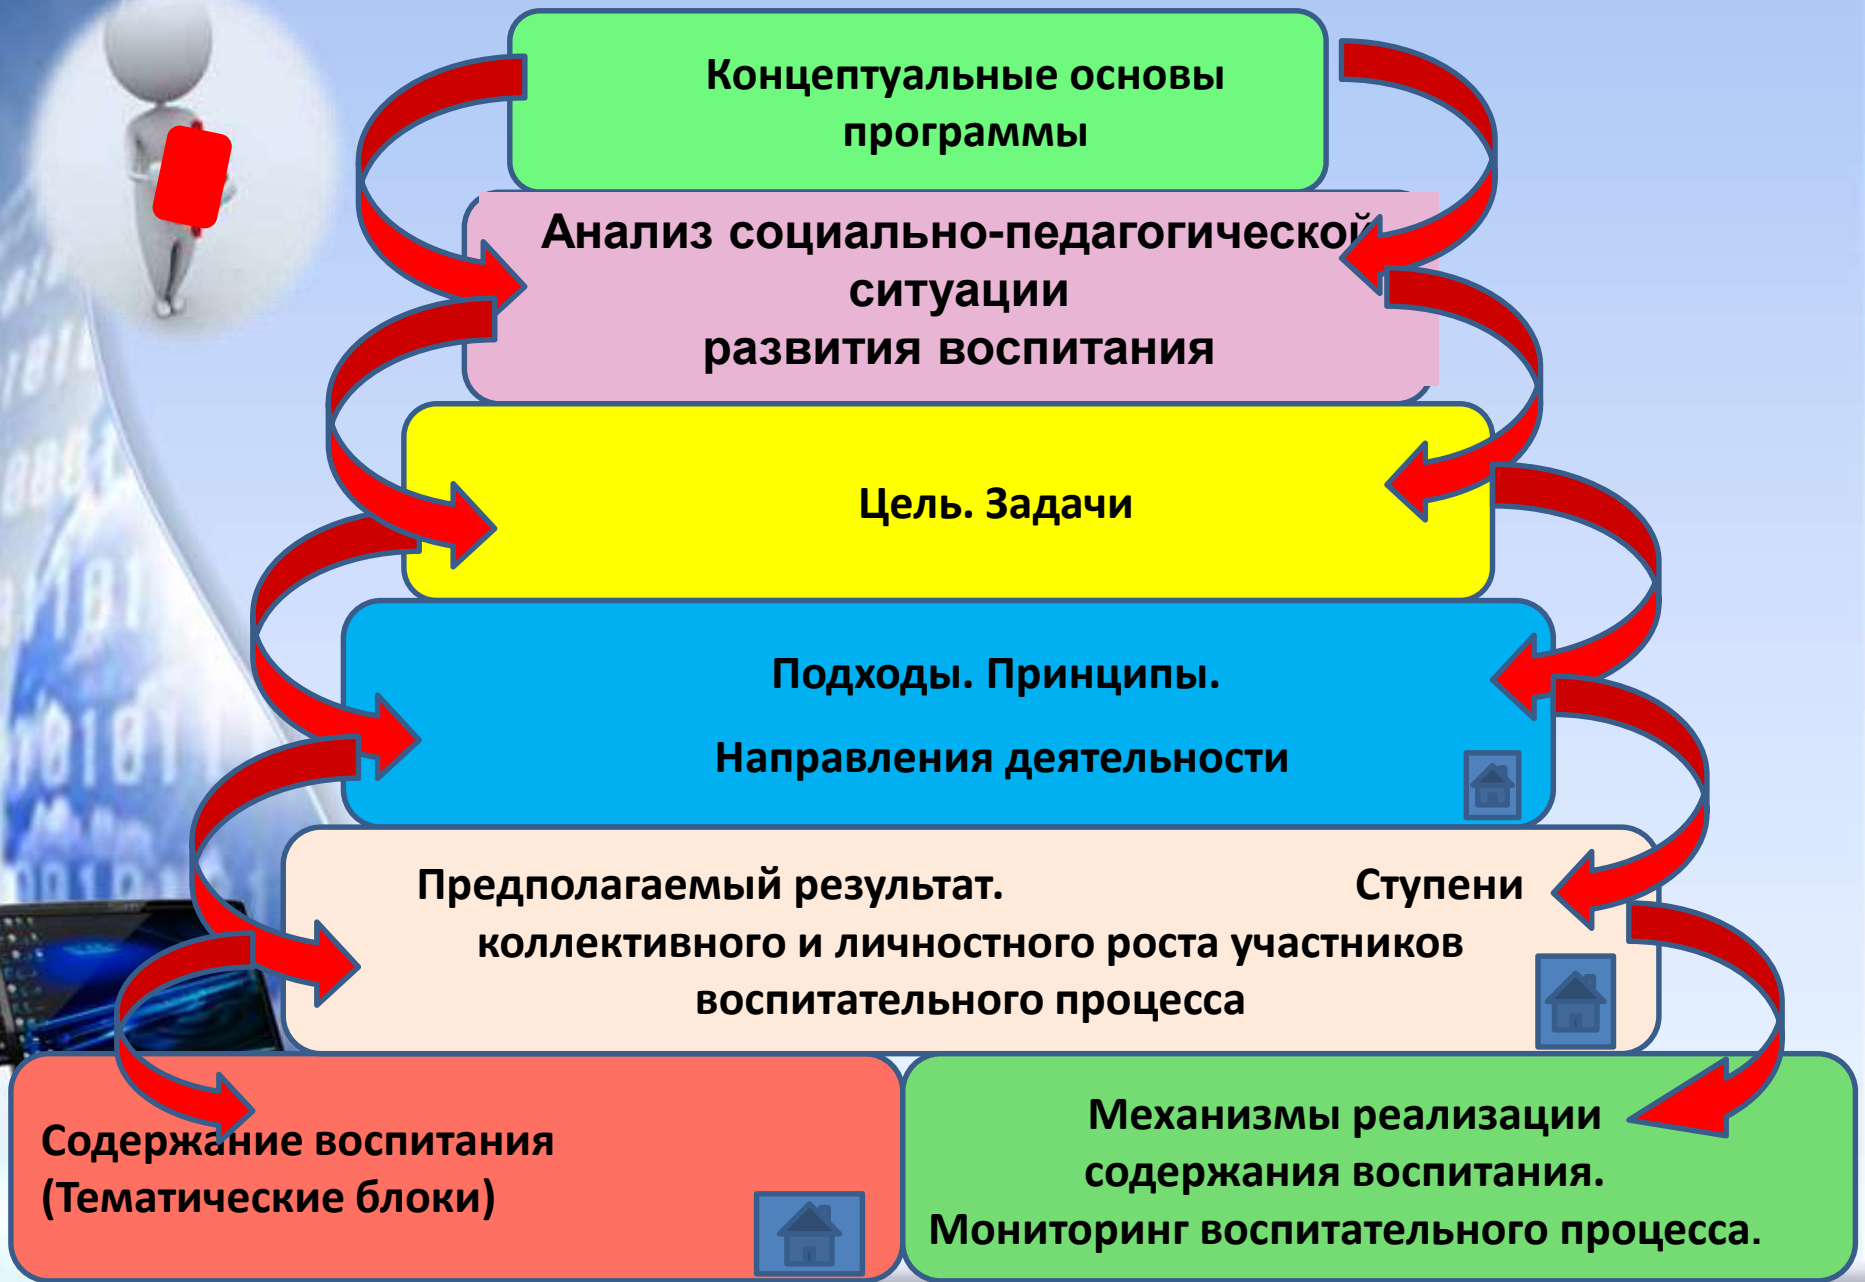 Концептуальные основы
программы
Анализ социально-педагогической
ситуации
развития воспитания
Цель. Задачи
Подходы. Принципы.
Направления деятельности
Предполагаемый результат. Ступени
коллективного и личностного роста участников
воспитательного процесса
Содержание воспитания
(Тематические блоки)
Механизмы реализации
содержания воспитания.
Мониторинг воспитательного процесса.